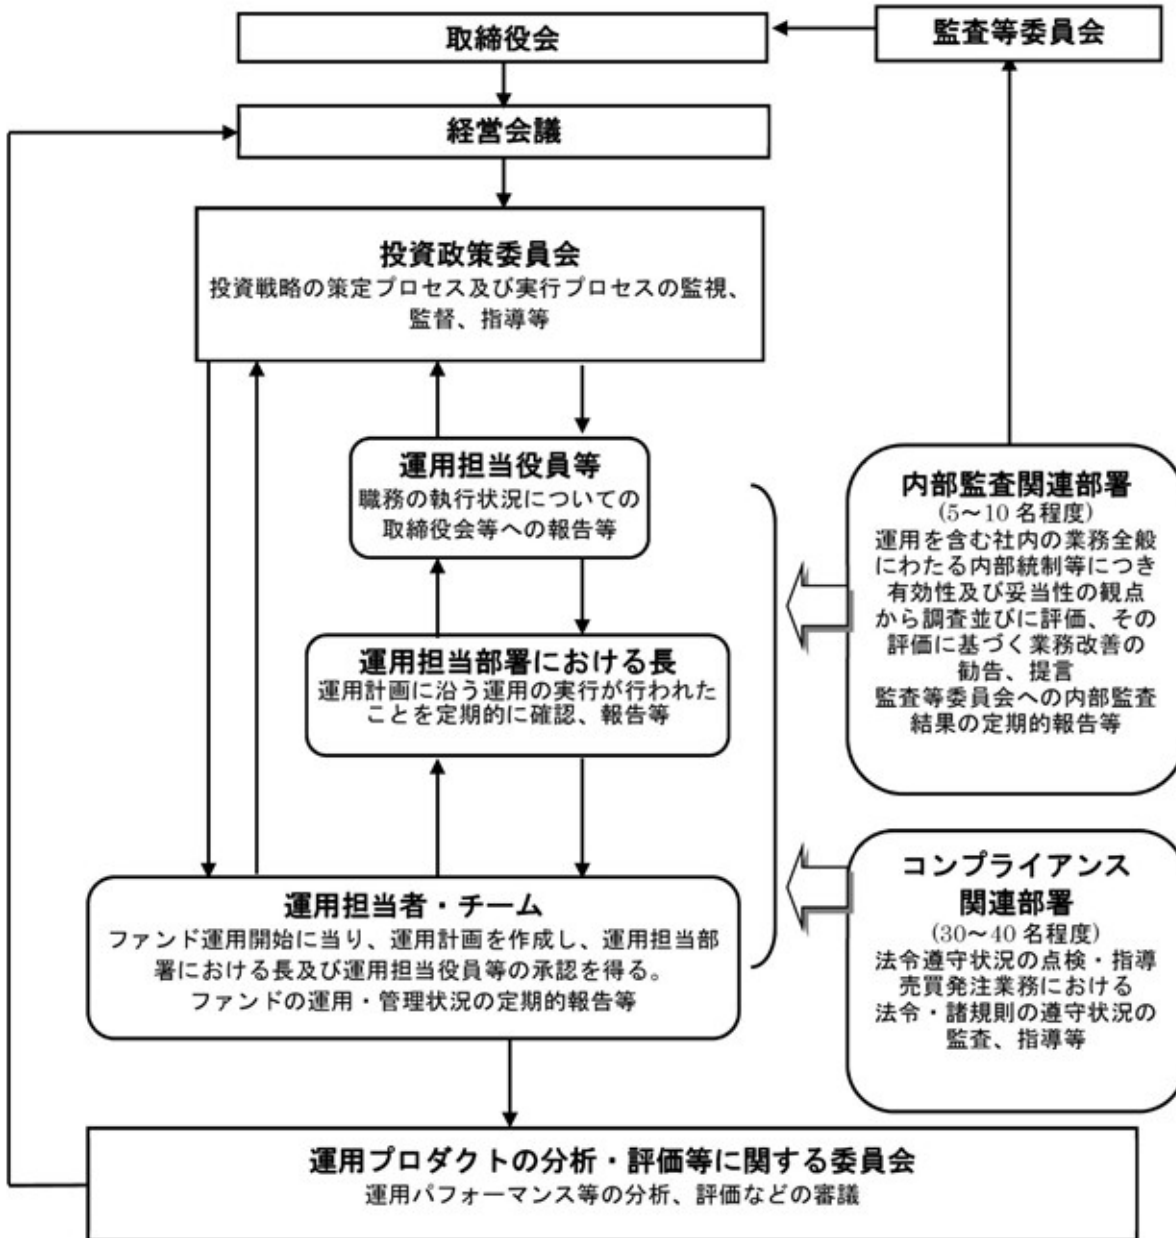 取締役会
監査等委員会
経営会議
投資政策委員会
投資戦略の策定プロセス及び実行プロセスの監視、
監督、指導等
運用担当役員等
職務の執行状況についての
取締役会等への報告等
運用担当部署における長
運用計画に沿う運用の実行が行われた
ことを定期的に確認、報告等
内部監査関連部署
(5～10 名程度)
運用を含む社内の業務全般
にわたる内部統制等につき
有効性及び妥当性の観点
から調査並びに評価、その
評価に基づく業務改善の
勧告、提言
監査等委員会への内部監査
結果の定期的報告等
運用担当者・チーム
ファンド運用開始に当り、運用計画を作成し、運用担当部
署における長及び運用担当役員等の承認を得る。
ファンドの運用・管理状況の定期的報告等
コンプライアンス
関連部署
(30～40 名程度)
法令遵守状況の点検・指導
売買発注業務における
法令・諸規則の遵守状況の
監査、指導等
運用プロダクトの分析・評価等に関する委員会
運用パフォーマンス等の分析、評価などの審議